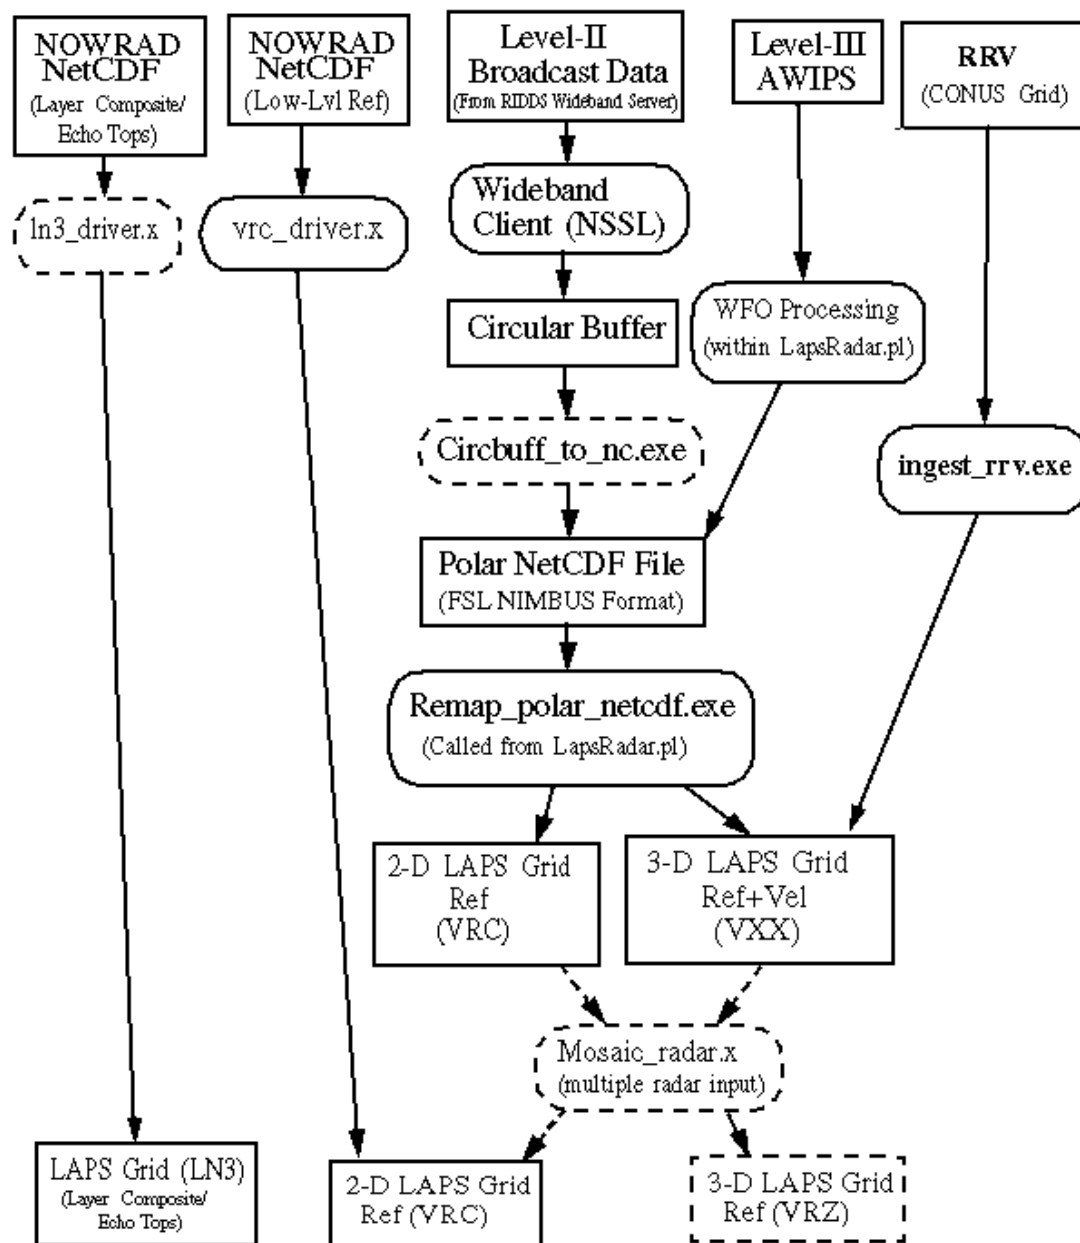 NOWRAD
NetCDF
(Layer Composite/
Echo Tops)
NOWRAD
NetCDF
(Low-Lvl Ref)
Level-II
Broadcast Data
(From RIDDS Wideband Server)
Level-III
AWIPS
RRV
(CONUS Grid)
ln3_driver.x
vrc_driver.x
Wideband
Client (NSSL)
Circular Buffer
WFO Processing
(within LapsRadar.pl)
Circbuff_to_nc.exe
ingest_rrv.exe
Polar NetCDF File
(FSL NIMBUS Format)
Remap_polar_netcdf.exe
(Called from LapsRadar.pl)
2-D LAPS Grid
Ref
(VRC)
3-D LAPS Grid
Ref+Vel
(VXX)
Mosaic_radar.x
(multiple radar input)
LAPS Grid (LN3)
(Layer Composite/
Echo Tops)
2-D LAPS Grid
Ref (VRC)
3-D LAPS Grid
Ref (VRZ)